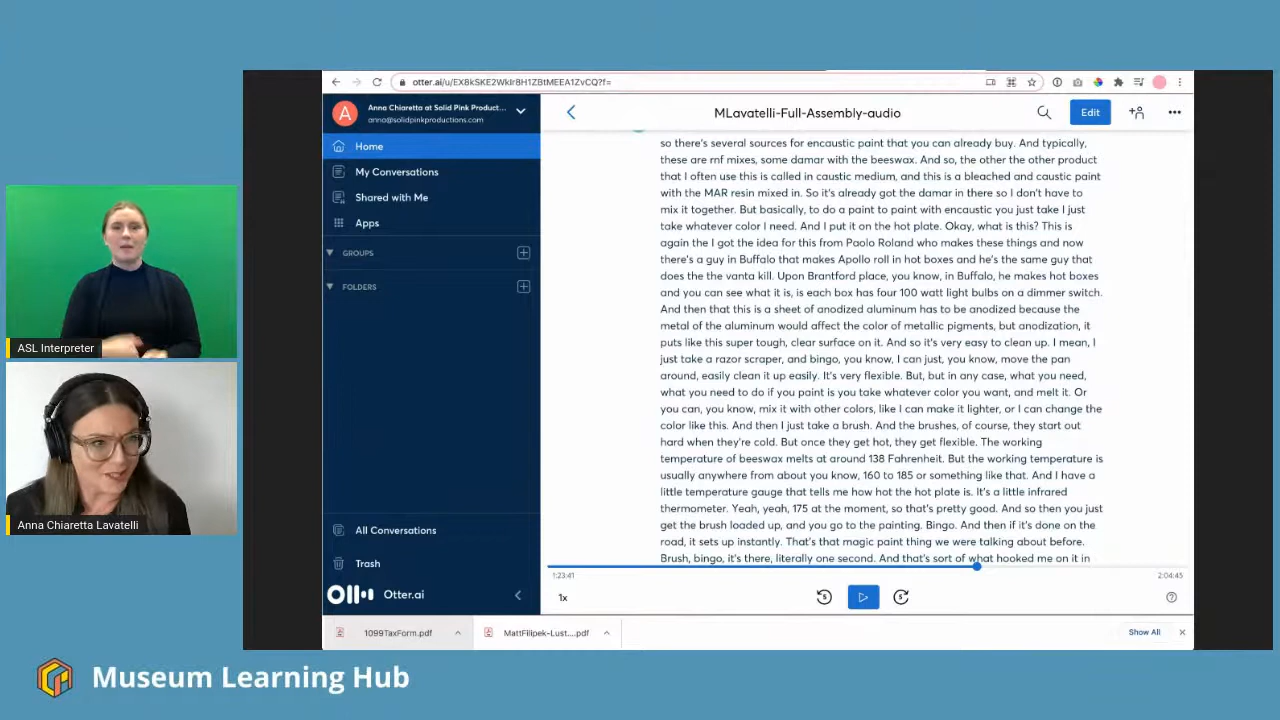 otter.ai/u/EX8kSKE2WkIr8H1ZBtMEEA1ZvCQ?f=
Anna Chiaretta at Solid Pink Product...
anna@solidpinkproductions.com
A
Home
My Conversations
Shared with Me
Apps
GROUPS
FOLDERS
All Conversations
Trash
Otter.ai
MLavatelli-Full-Assembly-audio
Edit
so there's several sources for encaustic paint that you can already buy. And typically,
these are rnf mixes, some damar with the beeswax. And so, the other the other product
that I often use this is called in caustic medium, and this is a bleached and caustic paint
with the MAR resin mixed in. So it's already got the damar in there so I don't have to
mix it together. But basically, to do a paint to paint with encaustic you just take I just
take whatever color I need. And I put it on the hot plate. Okay, what is this? This is
again the I got the idea for this from Paolo Roland who makes these things and now
there's a guy in Buffalo that makes Apollo roll in hot boxes and he's the same guy that
does the the vanta kill. Upon Brantford place, you know, in Buffalo, he makes hot boxes
and you can see what it is, is each box has four 100 watt light bulbs on a dimmer switch.
And then that this is a sheet of anodized aluminum has to be anodized because the
metal of the aluminum would affect the color of metallic pigments, but anodization, it
puts like this super tough, clear surface on it. And so it's very easy to clean up. I mean, I
just take a razor scraper, and bingo, you know, I can just, you know, move the pan
around, easily clean it up easily. It's very flexible. But, but in any case, what you need,
what you need to do if you paint is you take whatever color you want, and melt it. Or
you can, you know, mix it with other colors, like I can make it lighter, or I can change the
color like this. And then I just take a brush. And the brushes, of course, they start out
hard when they're cold. But once they get hot, they get flexible. The working
temperature of beeswax melts at around 138 Fahrenheit. But the working temperature is
usually anywhere from about you know, 160 to 185 or something like that. And I have a
little temperature gauge that tells me how hot the hot plate is. It's a little infrared
thermometer. Yeah, yeah, 175 at the moment, so that's pretty good. And so then you just
get the brush loaded up, and you go to the painting. Bingo. And then if it's done on the
road, it sets up instantly. That's that magic paint thing we were talking about before.
Brush, bingo, it's there, literally one second. And that's sort of what hooked me on it in
1:23:41
2:04:45
1x
5
5
1099TaxForm.pdf
MattFilipek-Lust....pdf
Show All
ASL Interpreter
Anna Chiaretta Lavatelli
Museum Learning Hub